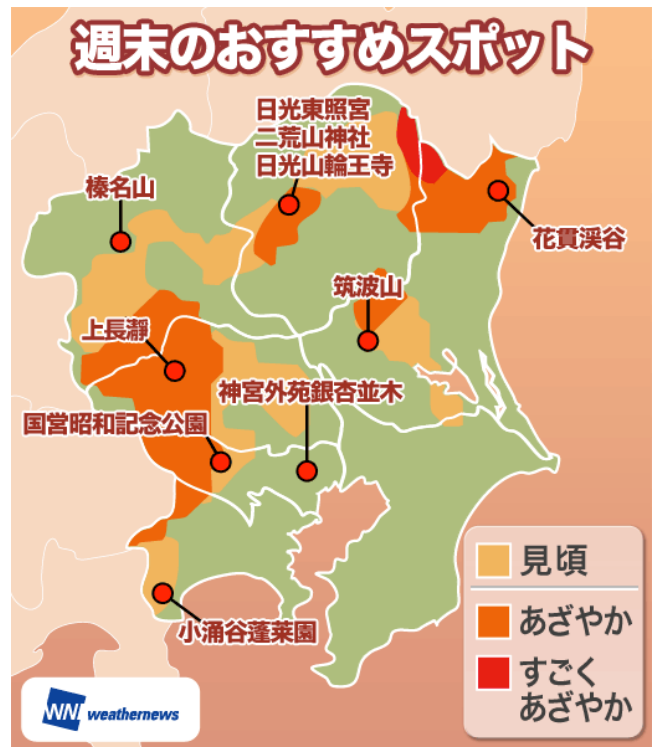 週末のおすすめスポット
日光東照宮
二荒山神社
日光山輪王寺
榛名山
花貫渓谷
筑波山
上長瀞
神宮外苑銀杏並木
国営昭和記念公園
小涌谷蓬莱園
見頃
あざやか
すごく
あざやか
WNI weathernews